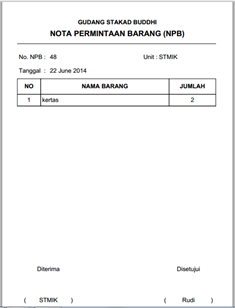 GUDANG STAKAD BUDDHI
NOTA PERMINTAAN BARANG (NPB)
No. NPB : 48 Unit : STMIK
Tanggal : 22 June 2014
NO NAMA BARANG JUMLAH
1 kertas 2
Diterima Disetujui
( STMIK ) ( Rudi )